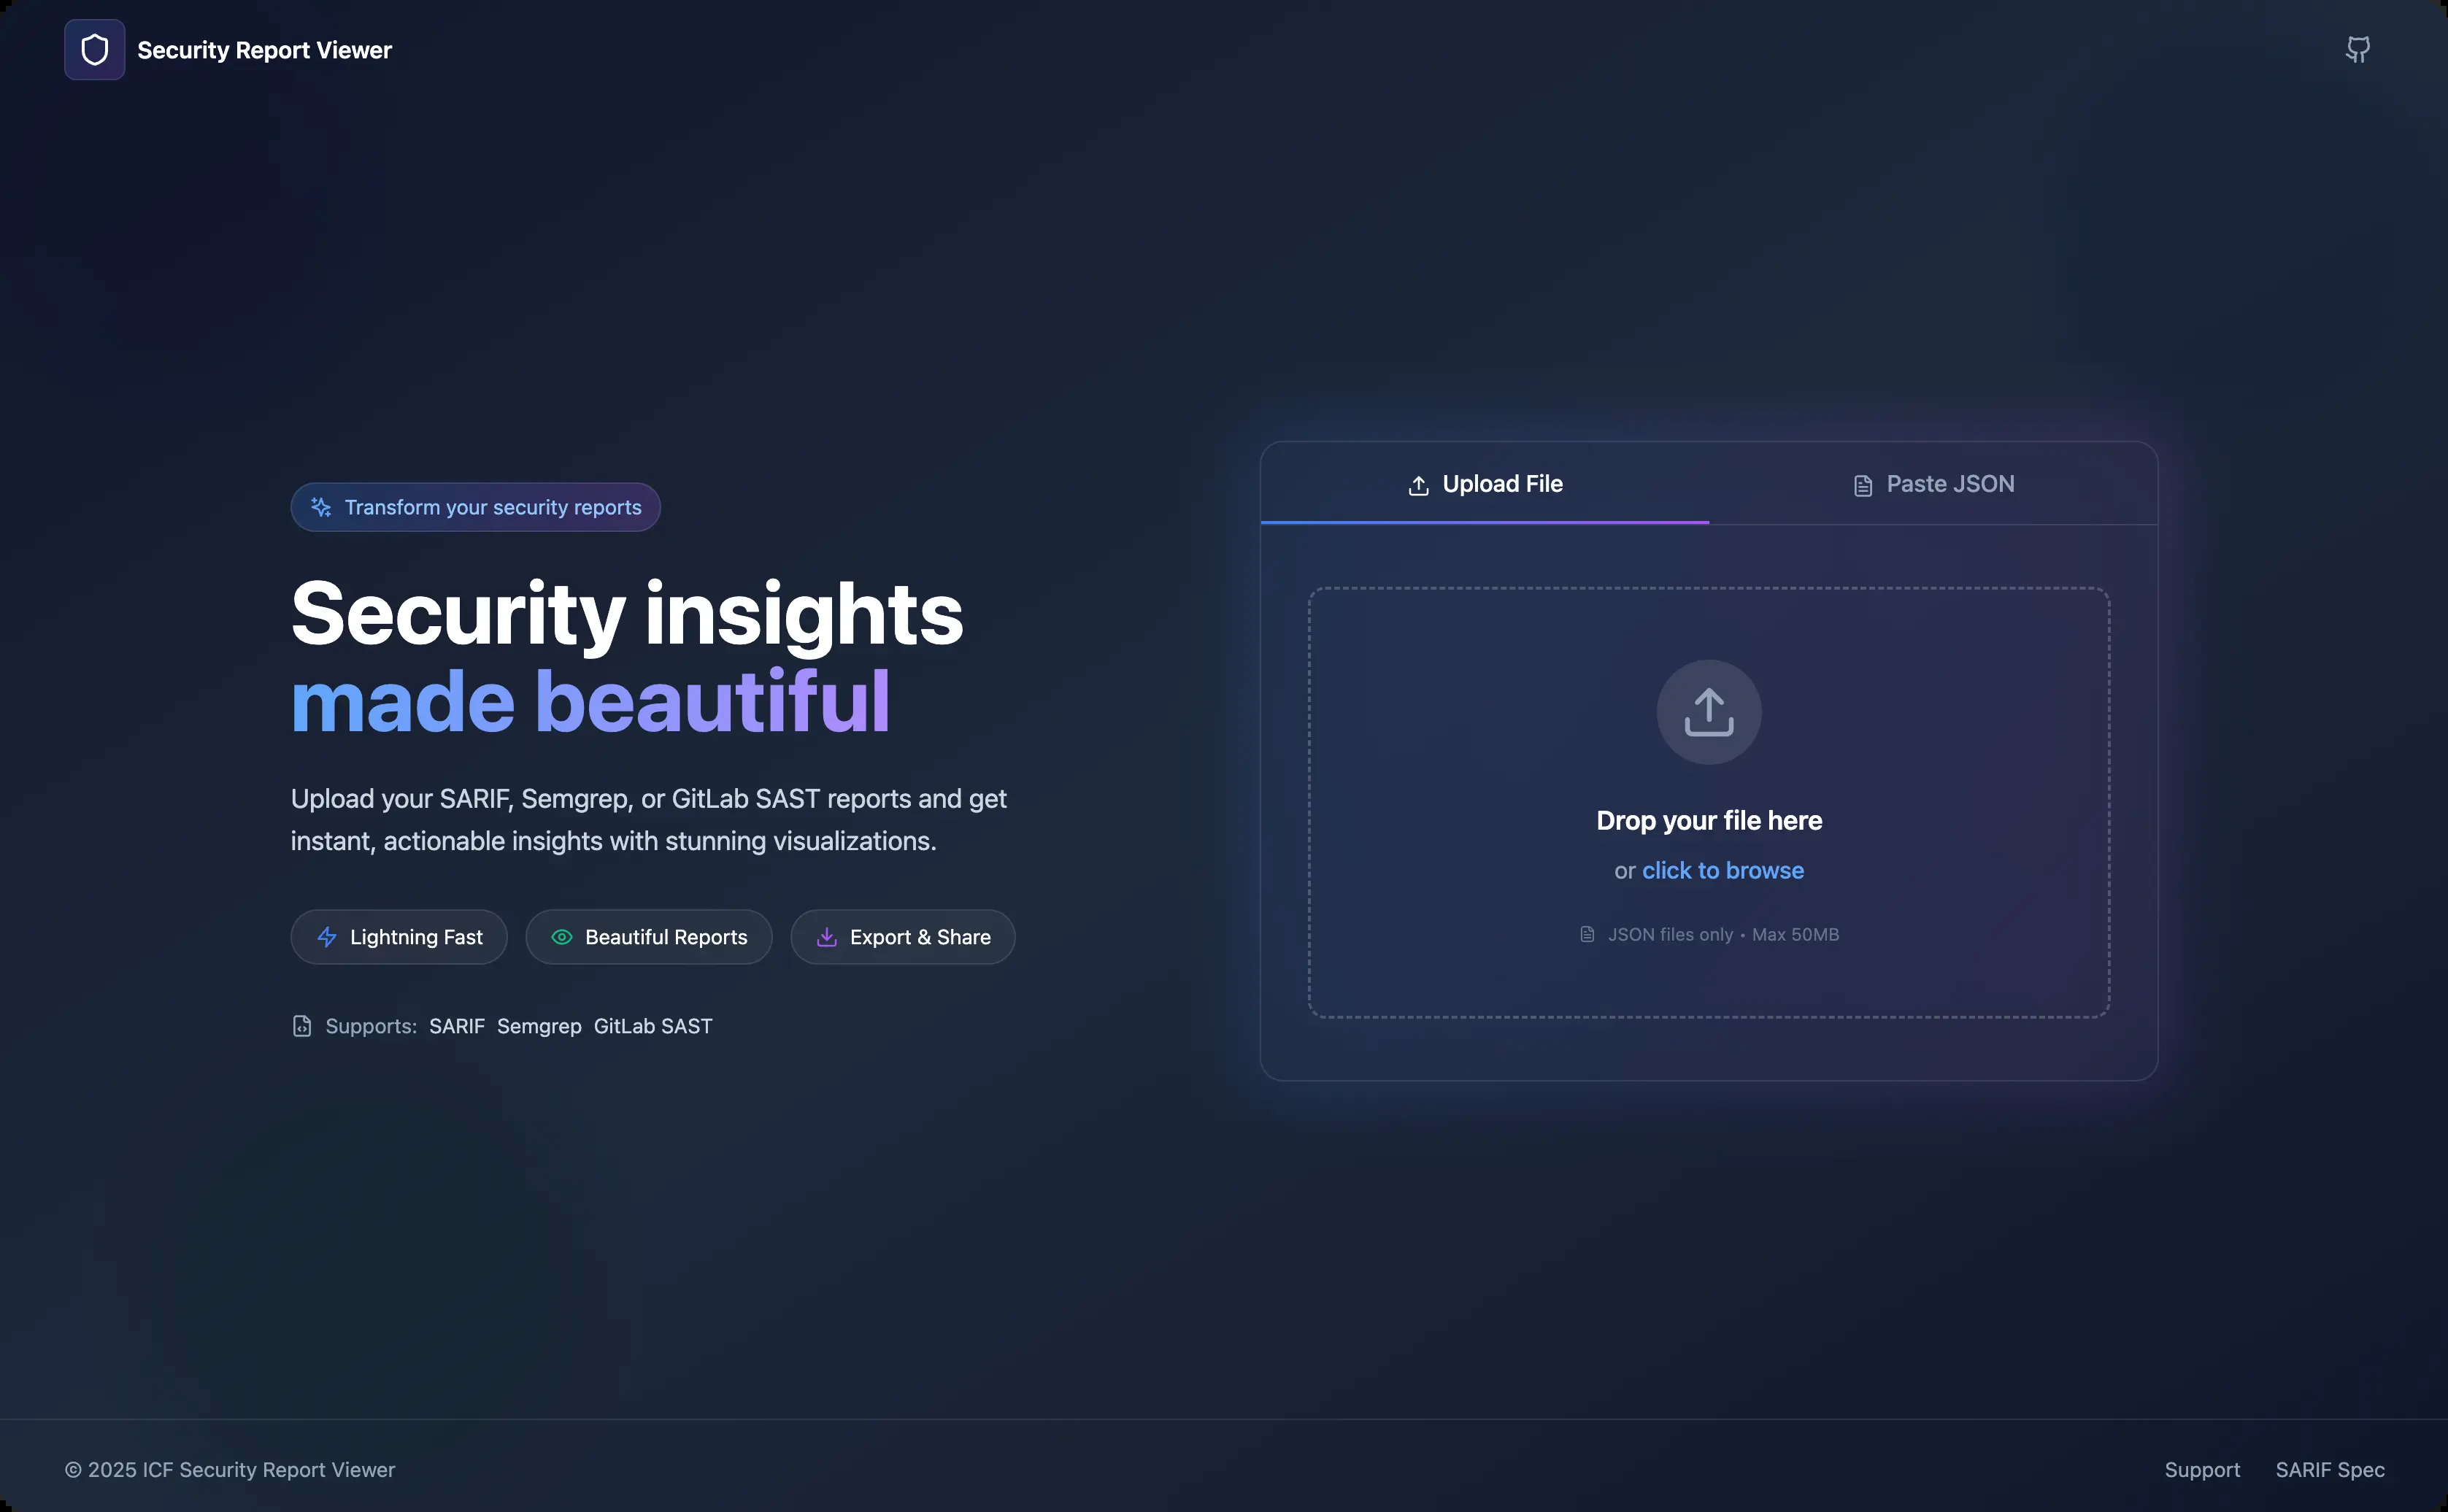 Security Report Viewer
Transform your security reports
Security insights
made beautiful
Upload your SARIF, Semgrep, or GitLab SAST reports and get
instant, actionable insights with stunning visualizations.
Lightning Fast
Beautiful Reports
Export & Share
Supports: SARIF Semgrep GitLab SAST
Upload File
Paste JSON
Drop your file here
or click to browse
JSON files only • Max 50MB
© 2025 ICF Security Report Viewer
Support
SARIF Spec